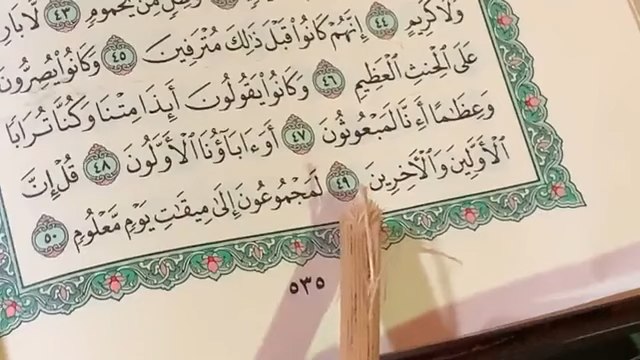 ٤٣ لَّا بَارِ
وَلَا كَرِيمٍ ٤٤ إِنَّهُمْ كَانُوا۟ قَبْلَ ذَٰلِكَ مُتْرَفِينَ ٤٥ وَكَانُوا۟ يُصِرُّونَ
عَلَى ٱلْحِنثِ ٱلْعَظِيمِ ٤٦ وَكَانُوا۟ يَقُولُونَ أَئِذَا مِتْنَا وَكُنَّا تُرَابًا
وَعِظَٰمًا أَءِنَّا لَمَبْعُوثُونَ ٤٧ أَوَءَابَآؤُنَا ٱلْأَوَّلُونَ ٤٨ قُلْ إِنَّ
ٱلْأَوَّلِينَ وَٱلْءَاخِرِينَ ٤٩ لَمَجْمُوعُونَ إِلَىٰ مِيقَٰتِ يَوْمٍ مَّعْلُومٍ ٥٠
٥٣٥